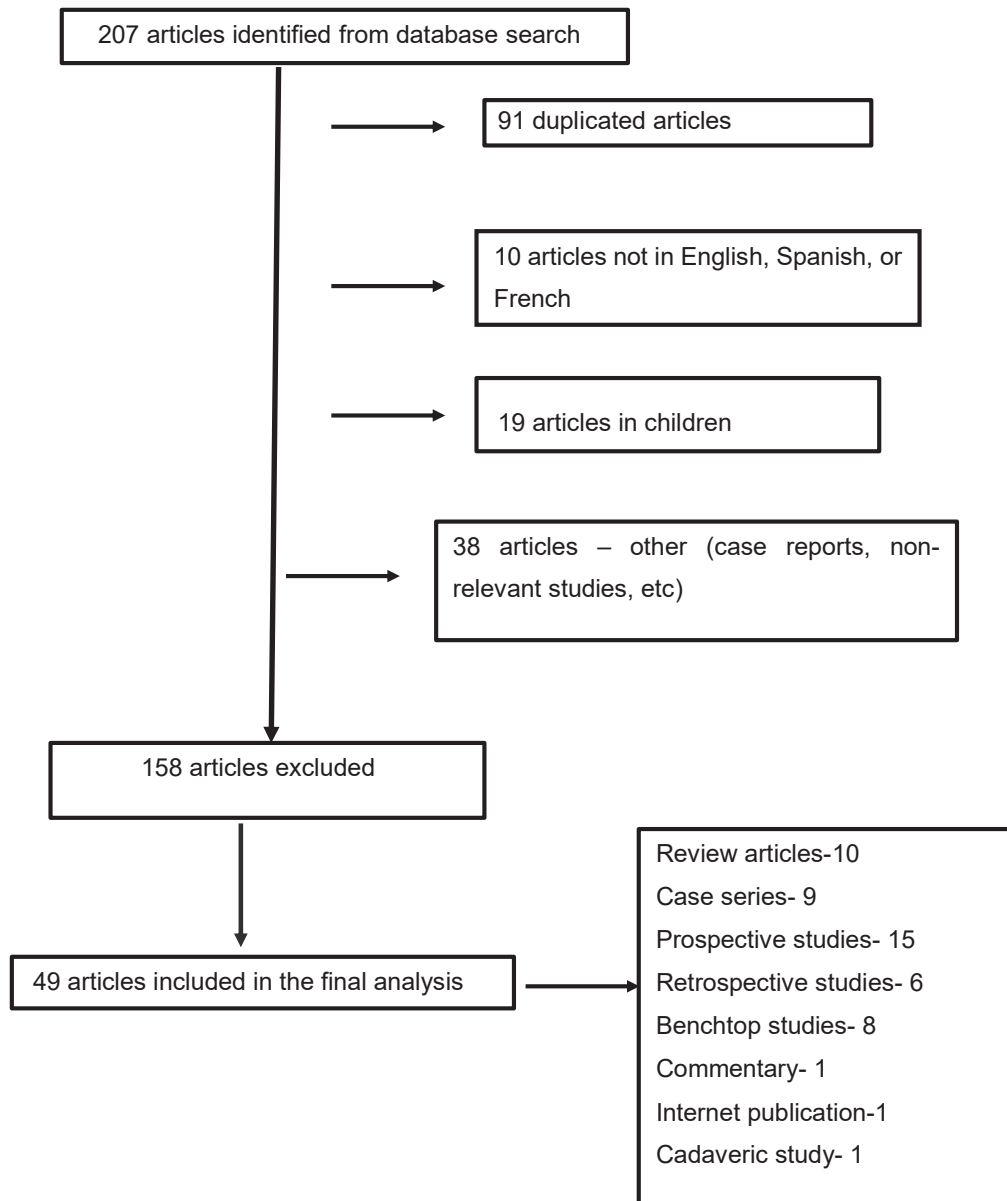 207 articles identified from database search
91 duplicated articles
10 articles not in English, Spanish, or
French
19 articles in children
38 articles – other (case reports, non-
relevant studies, etc)
158 articles excluded
49 articles included in the final analysis
Review articles-10
Case series- 9
Prospective studies- 15
Retrospective studies- 6
Benchtop studies- 8
Commentary- 1
Internet publication-1
Cadaveric study- 1